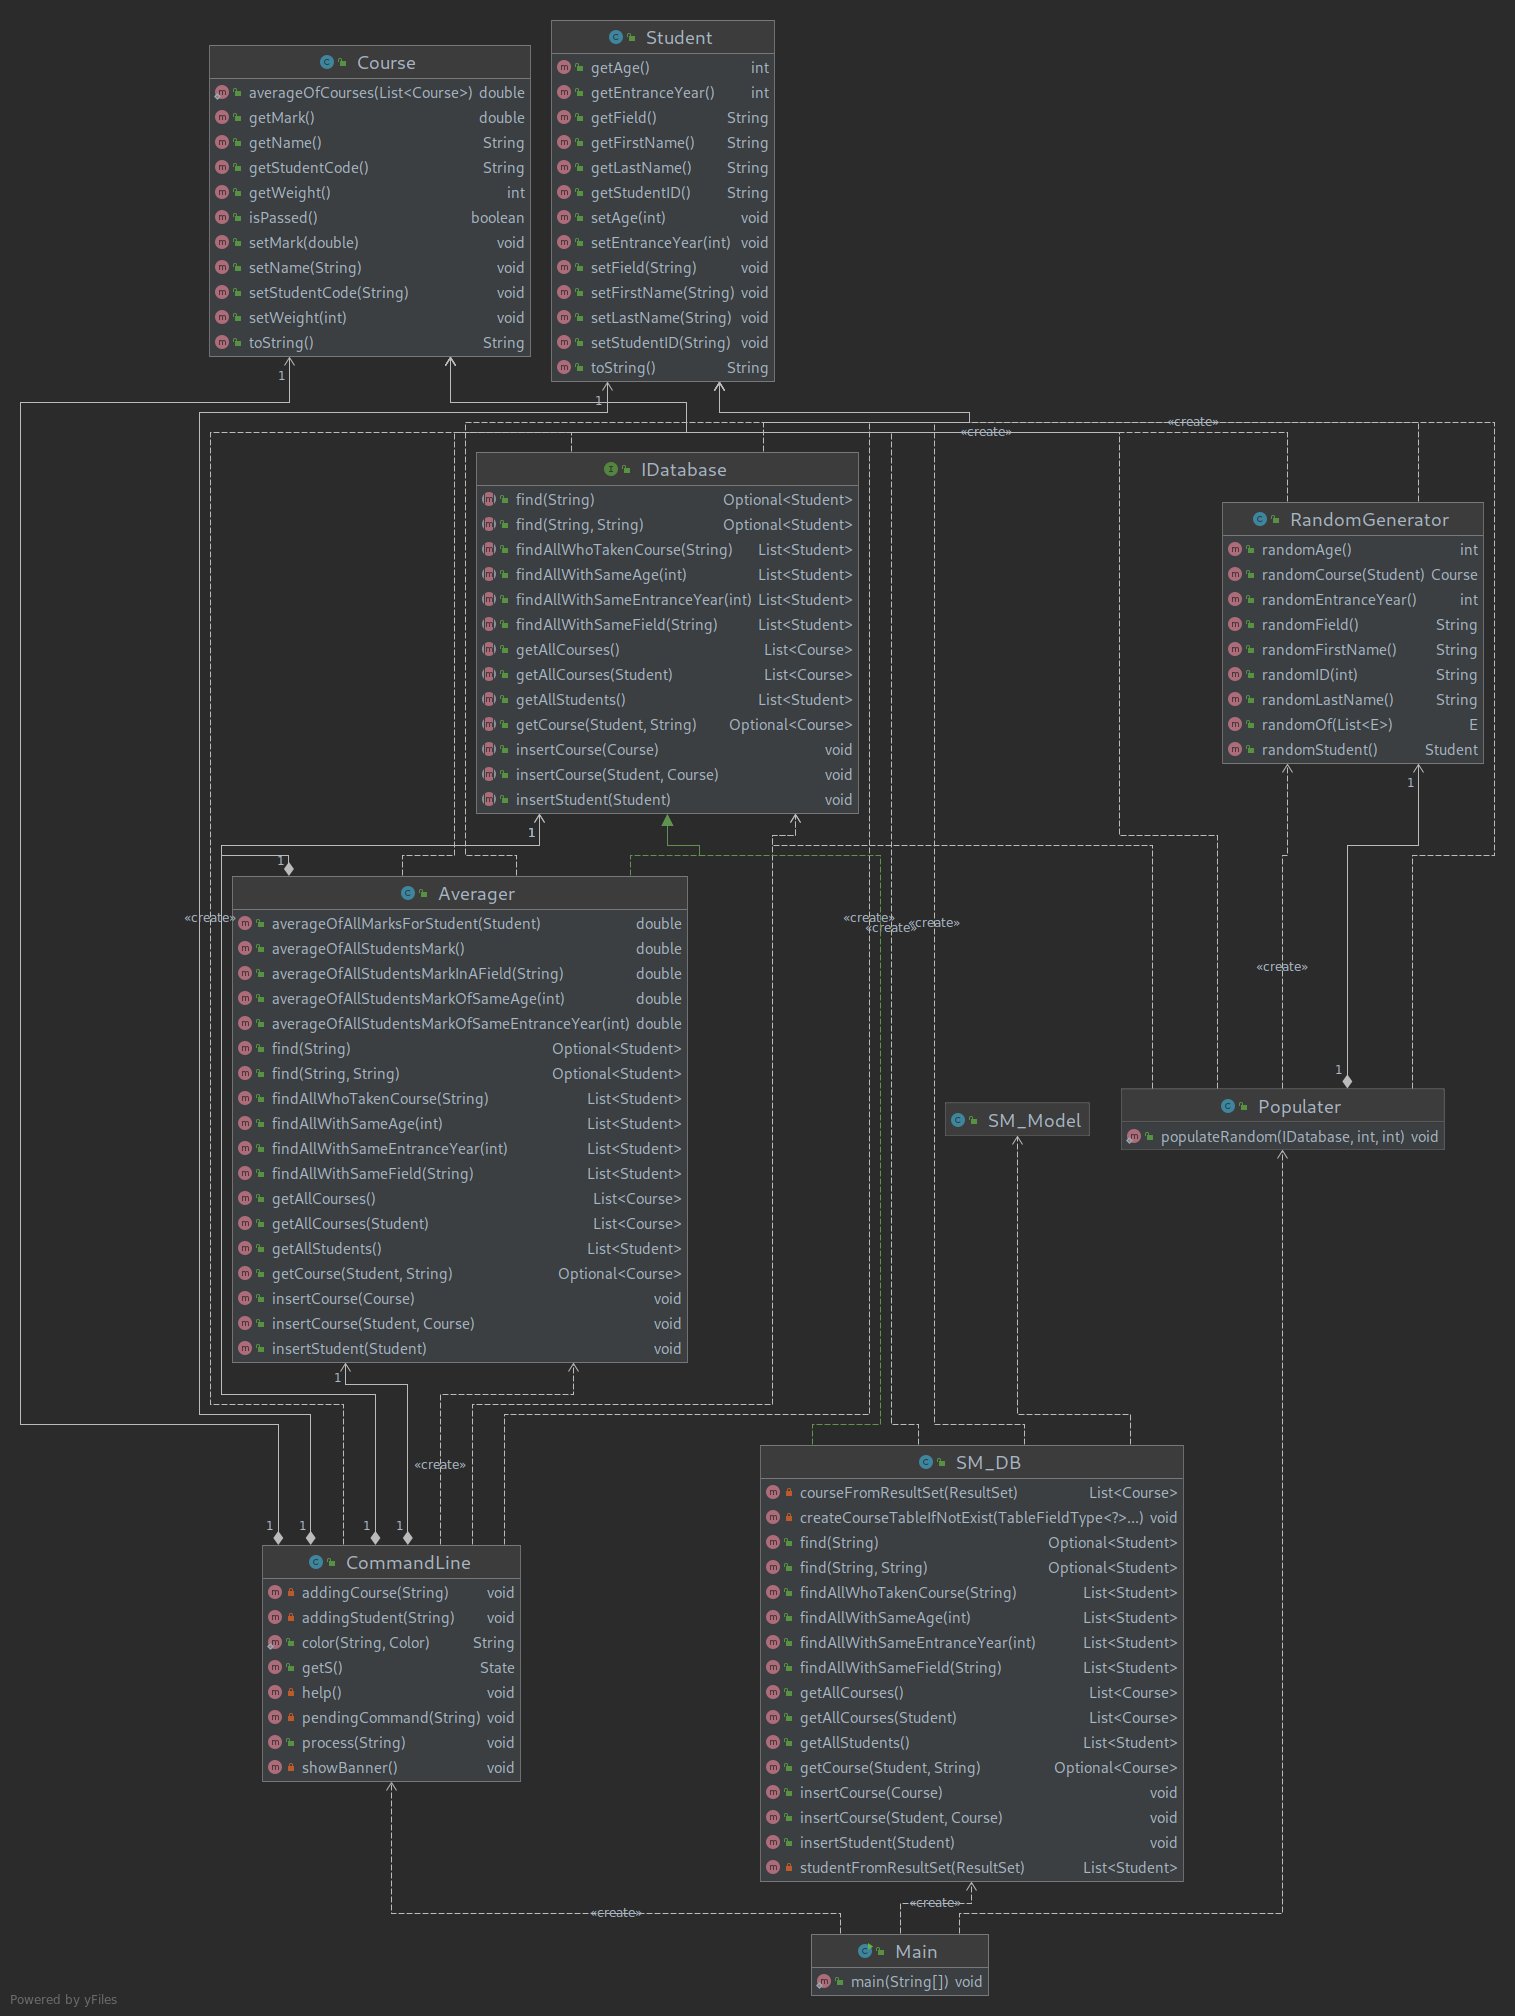 Student
getAge() int
getEntranceYear() int
getField() String
getFirstName() String
getLastName() String
getStudentID() String
setAge(int) void
setEntranceYear(int) void
setField(String) void
setFirstName(String) void
setLastName(String) void
setStudentID(String) void
toString() String
Course
averageOfCourses(List<Course>) double
getMark() double
getName() String
getStudentCode() String
getWeight() int
isPassed() boolean
setMark(double) void
setName(String) void
setStudentCode(String) void
setWeight(int) void
toString() String
1
1
«create»
«create»
IDatabase
find(String) Optional<Student>
find(String, String) Optional<Student>
findAllWhoTakenCourse(String) List<Student>
findAllWithSameAge(int) List<Student>
findAllWithSameEntranceYear(int) List<Student>
findAllWithSameField(String) List<Student>
getAllCourses() List<Course>
getAllCourses(Student) List<Course>
getAllStudents() List<Student>
getCourse(Student, String) Optional<Course>
insertCourse(Course) void
insertCourse(Student, Course) void
insertStudent(Student) void
RandomGenerator
randomAge() int
randomCourse(Student) Course
randomEntranceYear() int
randomField() String
randomFirstName() String
randomID(int) String
randomLastName() String
randomOf(List<E>) E
randomStudent() Student
1
1
1
Averager
averageOfAllMarksForStudent(Student) double
averageOfAllStudentsMark() double
averageOfAllStudentsMarkInAField(String) double
averageOfAllStudentsMarkOfSameAge(int) double
averageOfAllStudentsMarkOfSameEntranceYear(int) double
find(String) Optional<Student>
find(String, String) Optional<Student>
findAllWhoTakenCourse(String) List<Student>
findAllWithSameAge(int) List<Student>
findAllWithSameEntranceYear(int) List<Student>
findAllWithSameField(String) List<Student>
getAllCourses() List<Course>
getAllCourses(Student) List<Course>
getAllStudents() List<Student>
getCourse(Student, String) Optional<Course>
insertCourse(Course) void
insertCourse(Student, Course) void
insertStudent(Student) void
«create»
«create»
«create»
«create»
«create»
1
SM_Model
Populater
populateRandom(IDatabase, int, int) void
1
«create»
1
1
1
1
CommandLine
addingCourse(String) void
addingStudent(String) void
color(String, Color) String
getS() State
help() void
pendingCommand(String) void
process(String) void
showBanner() void
SM_DB
courseFromResultSet(ResultSet) List<Course>
createCourseTableIfNotExist(TableFieldType<?>...) void
find(String) Optional<Student>
find(String, String) Optional<Student>
findAllWhoTakenCourse(String) List<Student>
findAllWithSameAge(int) List<Student>
findAllWithSameEntranceYear(int) List<Student>
findAllWithSameField(String) List<Student>
getAllCourses() List<Course>
getAllCourses(Student) List<Course>
getAllStudents() List<Student>
getCourse(Student, String) Optional<Course>
insertCourse(Course) void
insertCourse(Student, Course) void
insertStudent(Student) void
studentFromResultSet(ResultSet) List<Student>
«create»
«create»
Main
main(String[]) void
Powered by yFiles